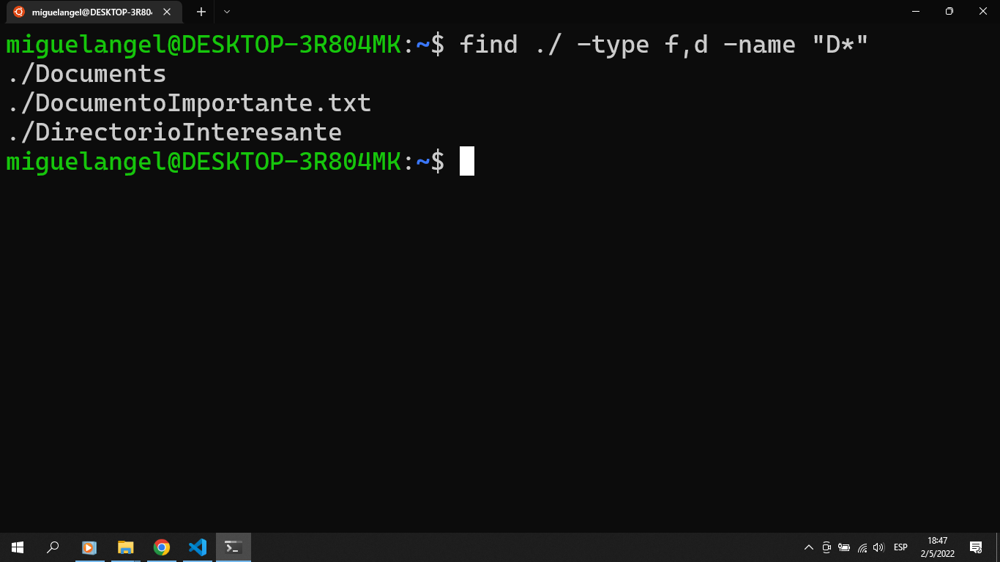 miguelangel@DESKTOP-3R804
miguelangel@DESKTOP-3R804MK:~$ find ./ -type f,d -name "D*"
./Documents
./DocumentoImportante.txt
./DirectorioInteresante
miguelangel@DESKTOP-3R804MK:~$
ESP
18:47
2/5/2022